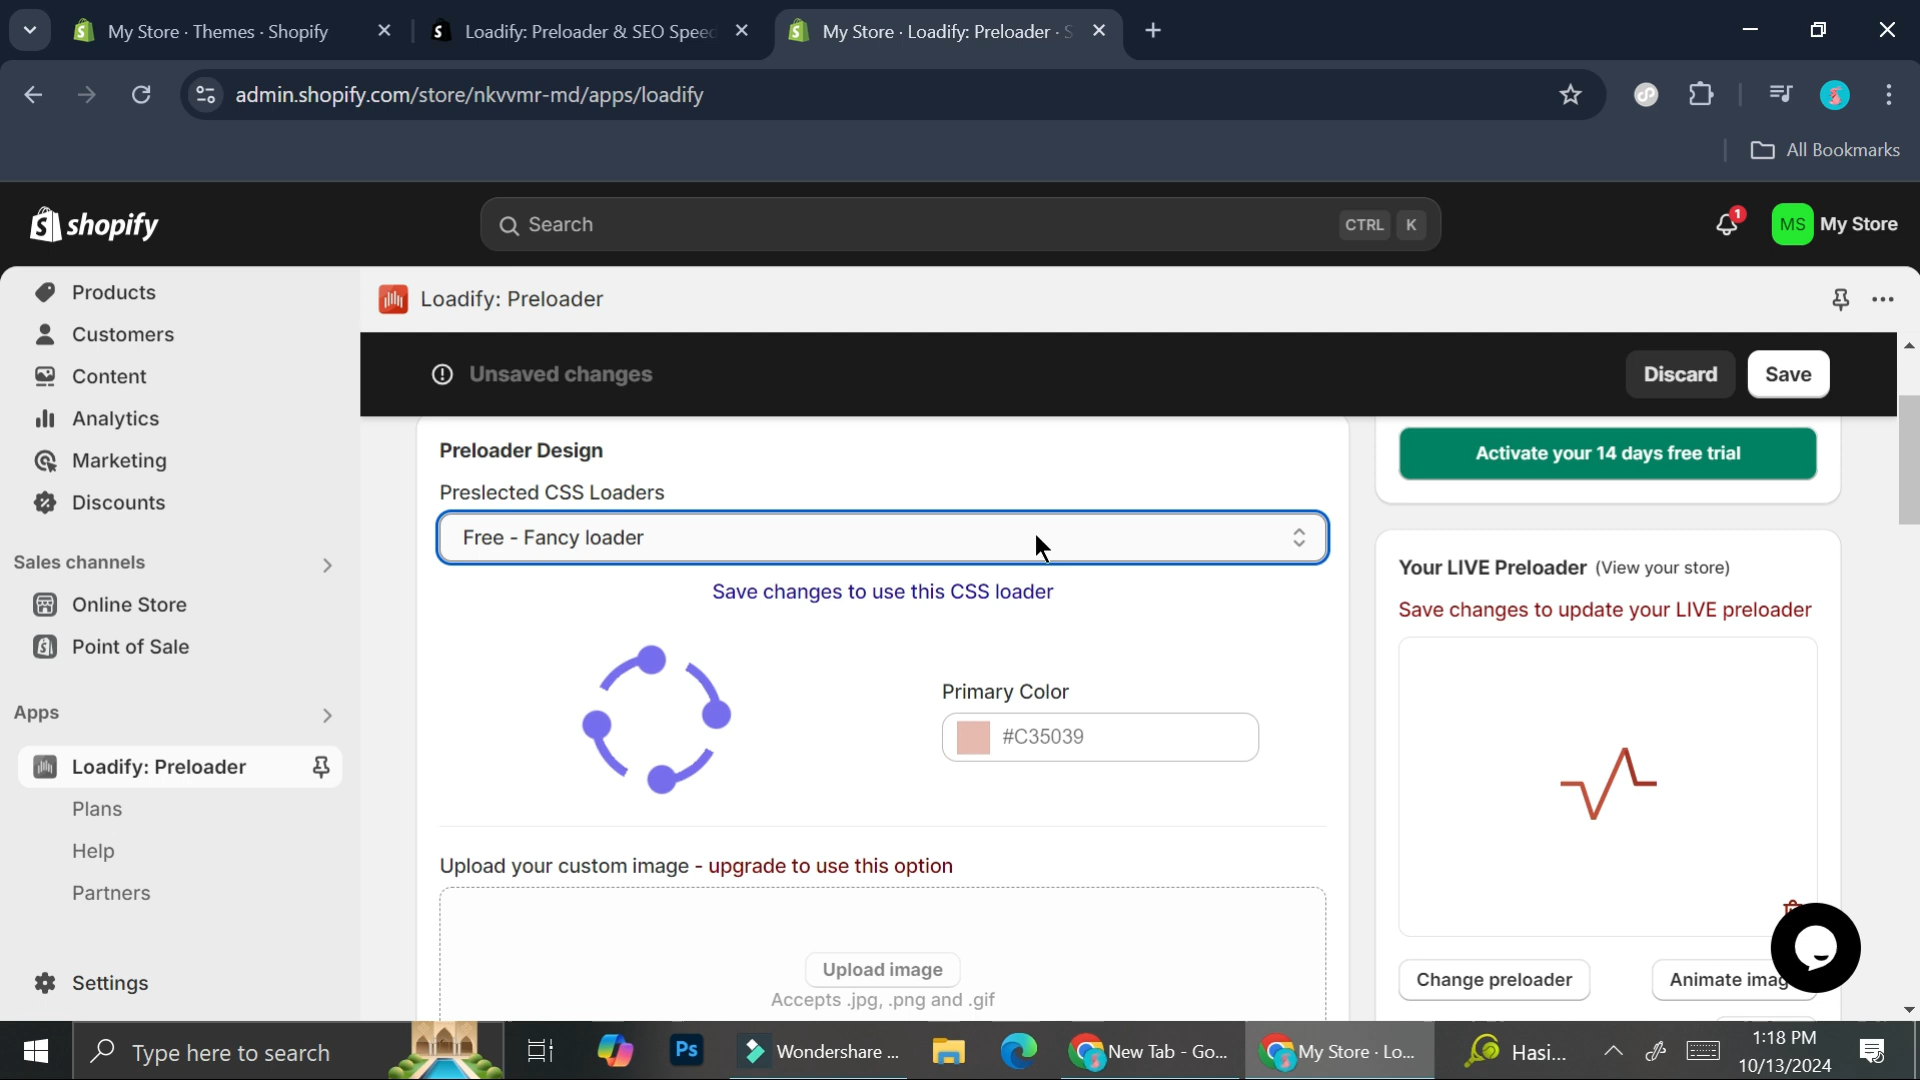 My Store · Themes · Shopify
Loadify: Preloader & SEO Speed
My Store · Loadify: Preloader · S
admin.shopify.com/store/nkvvmr-md/apps/loadify
All Bookmarks
shopify
Search
CTRL K
1
MS My Store
Products
Customers
Content
Analytics
Marketing
Discounts
Sales channels
Online Store
Point of Sale
Apps
Loadify: Preloader
Plans
Help
Partners
Settings
Loadify: Preloader
Unsaved changes
Discard
Save
Preloader Design
Preslected CSS Loaders
Free - Fancy loader
Save changes to use this CSS loader
Primary Color
#C35039
Upload your custom image - upgrade to use this option
Upload image
Accepts .jpg, .png and .gif
Activate your 14 days free trial
Your LIVE Preloader (View your store)
Save changes to update your LIVE preloader
Change preloader
Animate imag
Type here to search
Ps
Wondershare ...
New Tab - Go...
My Store · Lo...
Hasi...
1:18 PM
10/13/2024